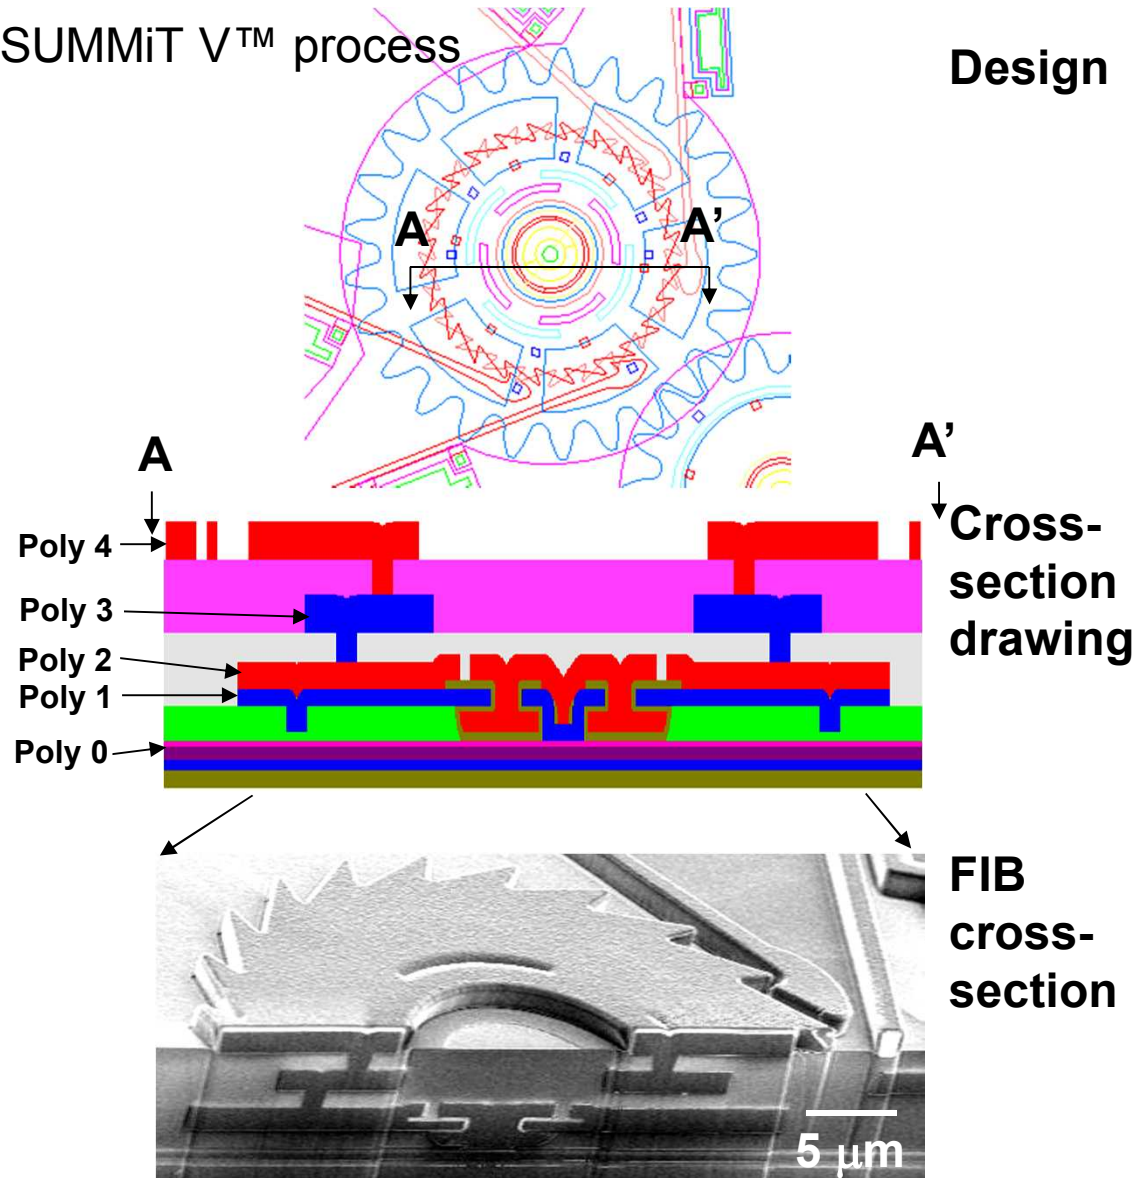 SUMMiT V™ process
Design
A
A’
A
A’
Cross-
section
drawing
Poly 4
Poly 3
Poly 2
Poly 1
Poly 0
FIB
cross-
section
5 μm